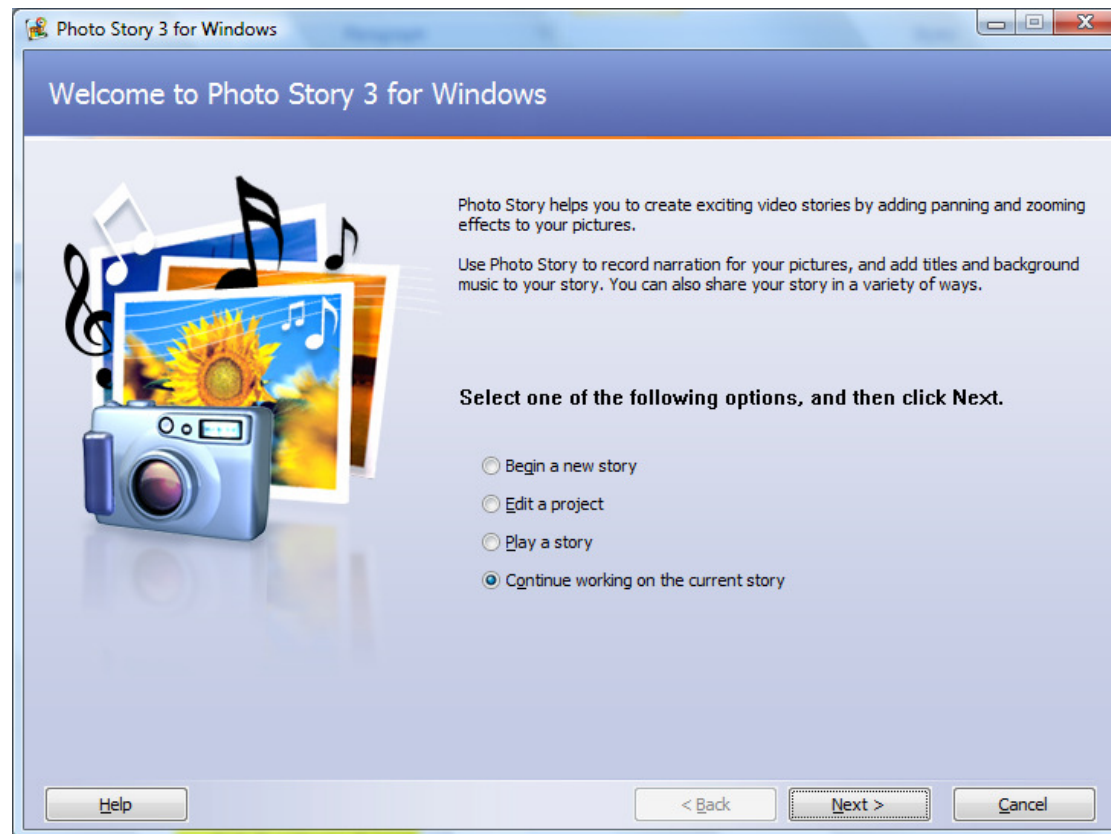 Photo Story 3 for Windows
Welcome to Photo Story 3 for Windows
Photo Story helps you to create exciting video stories by adding panning and zooming
effects to your pictures.
Use Photo Story to record narration for your pictures, and add titles and background
music to your story. You can also share your story in a variety of ways.
Select one of the following options, and then click Next.
Begin a new story
Edit a project
Play a story
Continue working on the current story
Help
< Back
Next >
Cancel